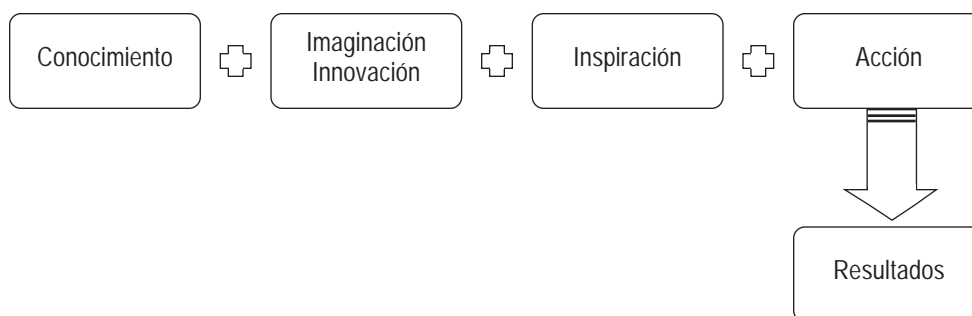 Conocimiento
Imaginación
Innovación
Inspiración
Acción
Resultados